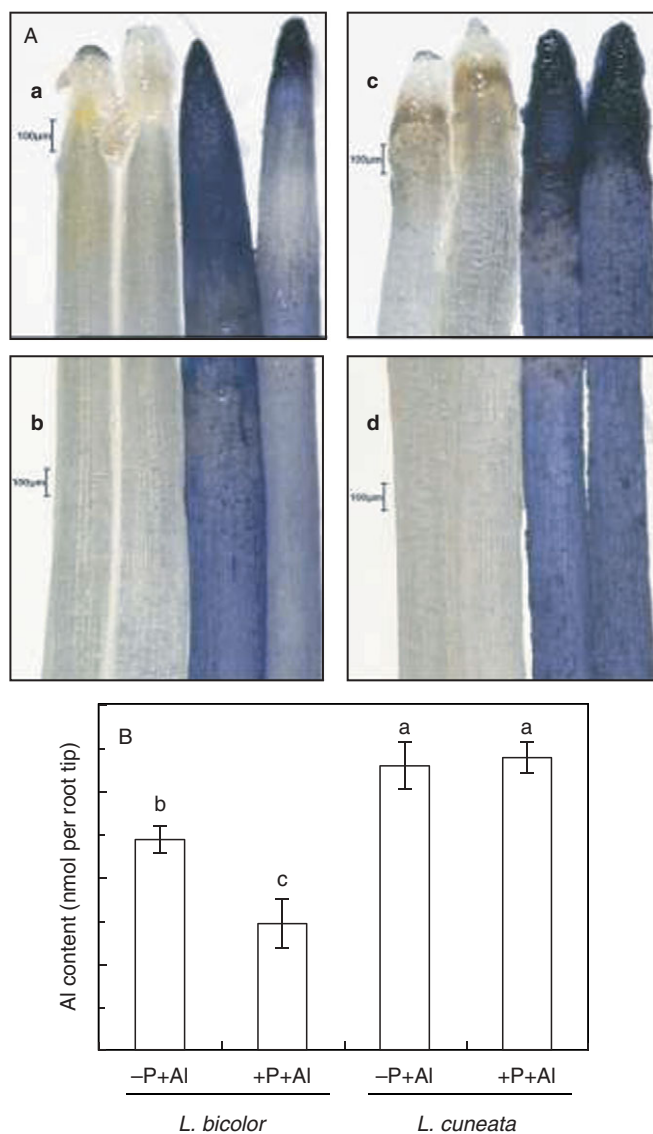 A
a
100µm
c
100µm
b
100µm
d
100µm
B
Al content (nmol per root tip)
b
c
a
a
–P+Al
+P+Al
–P+Al
+P+Al
L. bicolor
L. cuneata